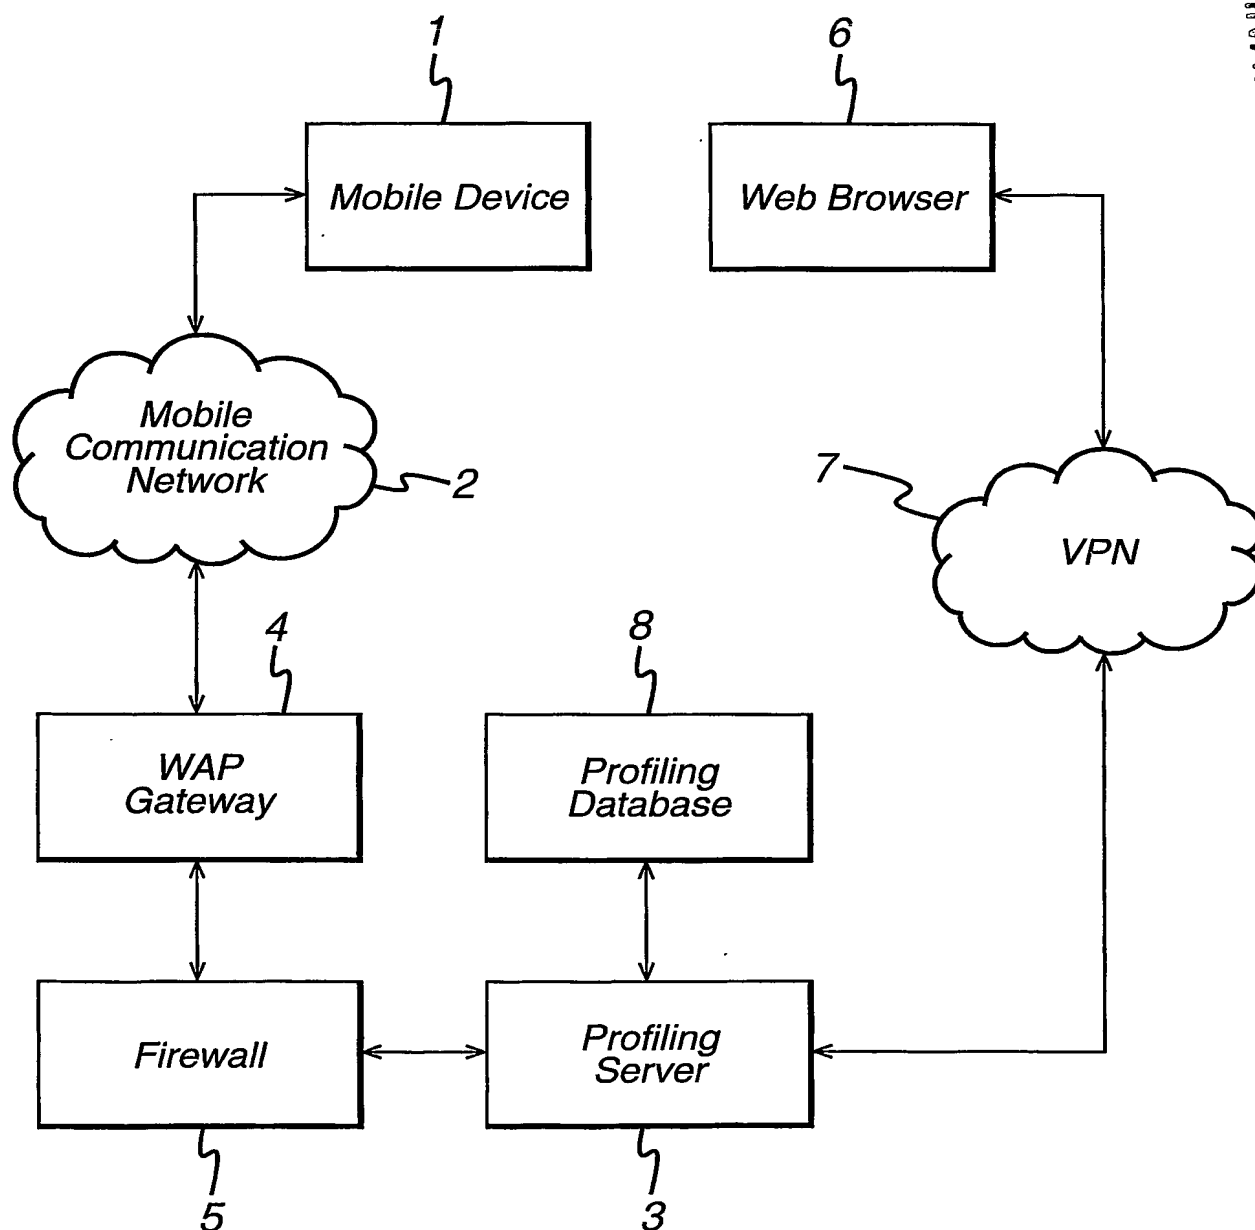 1
6
Mobile Device
Web Browser
Mobile
Communication
Network
2
7
VPN
4
8
WAP
Gateway
Profiling
Database
Firewall
Profiling
Server
5
3